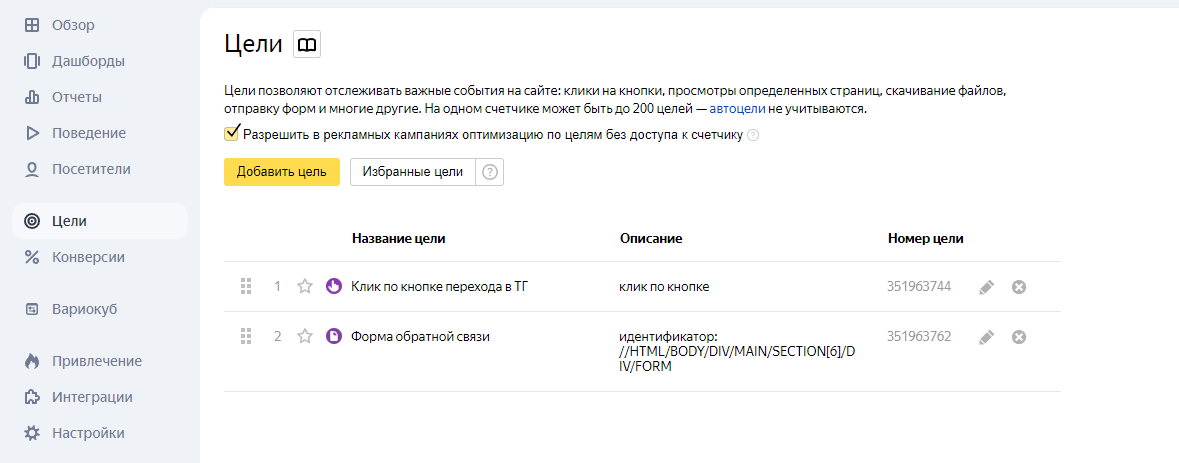 Обзор
Дашборды
Отчеты
Поведение
Посетители
Цели
Конверсии
Вариокуб
Привлечение
Интеграции
Настройки
Цели
Цели позволяют отслеживать важные события на сайте: клики на кнопки, просмотры определенных страниц, скачивание файлов,
отправку форм и многие другие. На одном счетчике может быть до 200 целей — автоцели не учитываются.
Разрешить в рекламных кампаниях оптимизацию по целям без доступа к счетчику ?
Добавить цель Избранные цели ?
Название цели Описание Номер цели
1 Клик по кнопке перехода в ТГ клик по кнопке 351963744
2 Форма обратной связи идентификатор: 351963762
//HTML/BODY/DIV/MAIN/SECTION[6]/D
IV/FORM